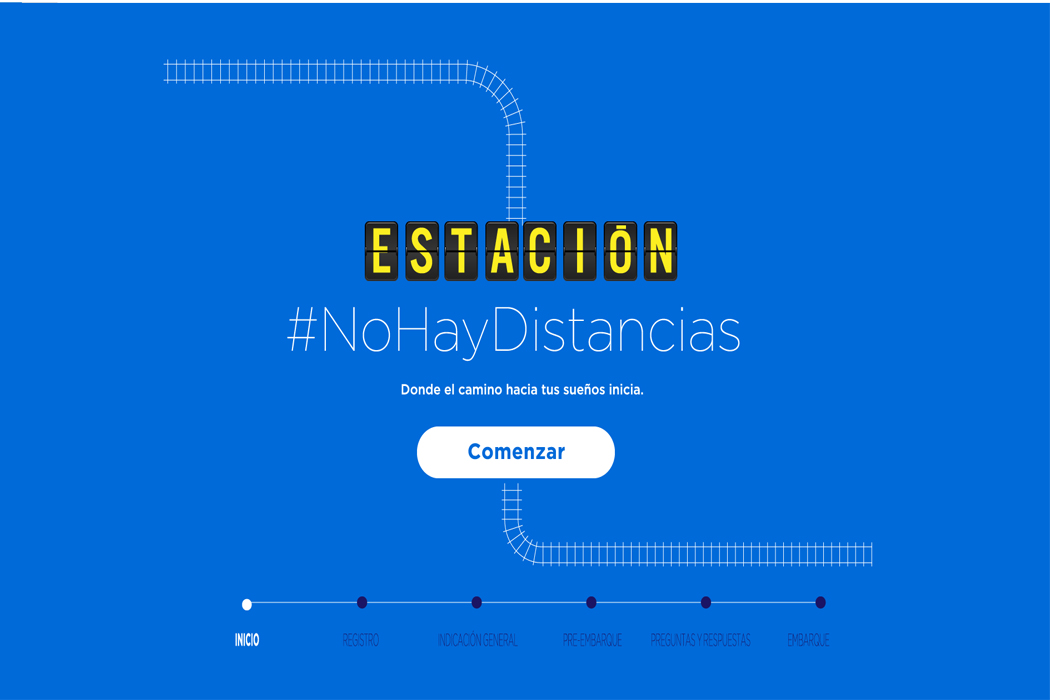 ESTACIÓN
#NoHayDistancias
Donde el camino hacia tus sueños inicia.
Comenzar
INICIO REGISTRO INDICACIÓN GENERAL PRE-EMBARQUE PREGUNTAS Y RESPUESTAS EMBARQUE